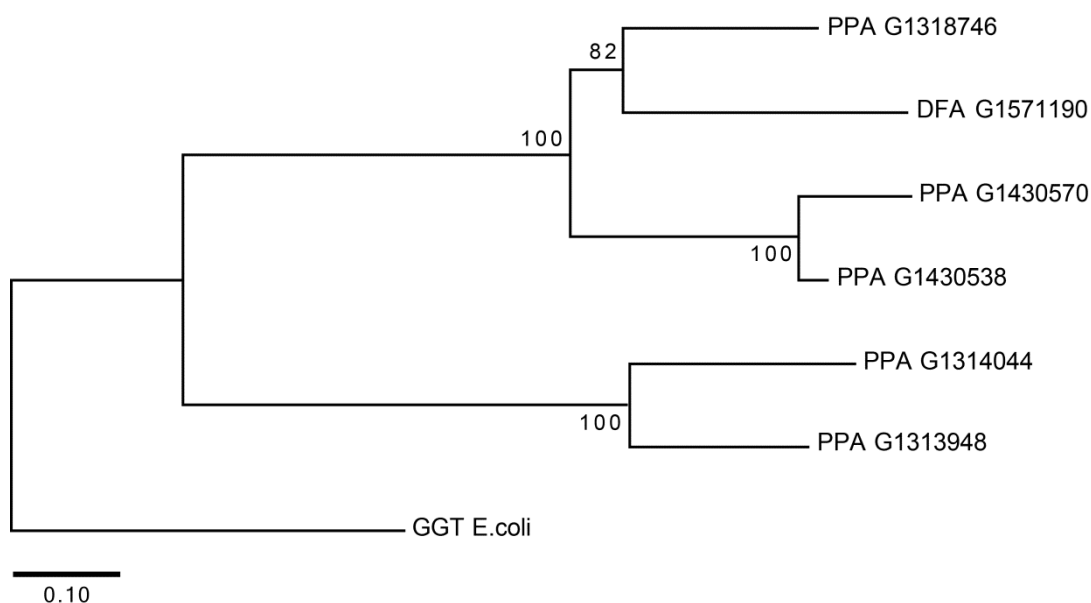 PPA G1318746
82
DFA G1571190
100
PPA G1430570
100
PPA G1430538
PPA G1314044
100
PPA G1313948
GGT E.coli
0.10